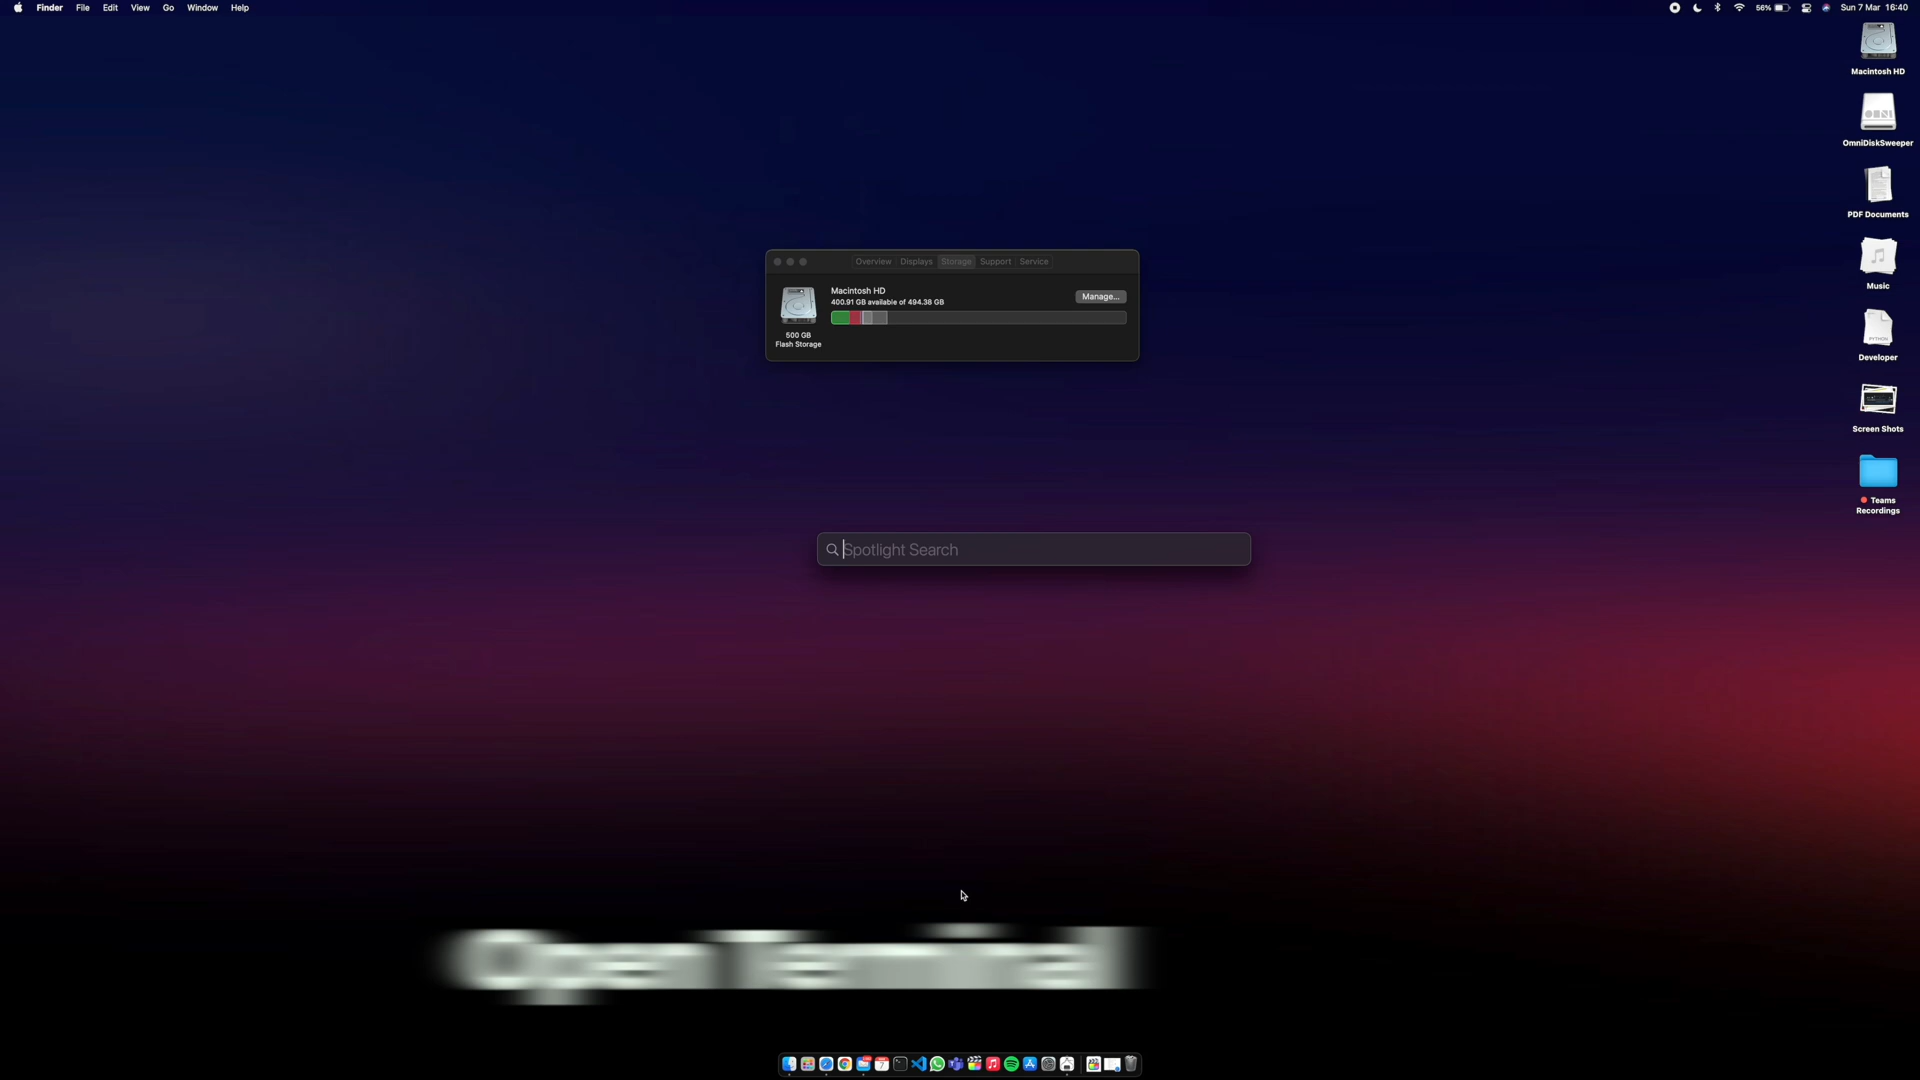 Finder File Edit View Go Window Help
56% Sun 7 Mar 16:40
Macintosh HD
OMNI
OmniDiskSweeper
PDF Documents
Music
PYTHON
Developer
Screen Shots
Teams
Recordings
Overview Displays Storage Support Service
Macintosh HD
400.91 GB available of 494.38 GB
Manage...
500 GB
Flash Storage
Spotlight Search